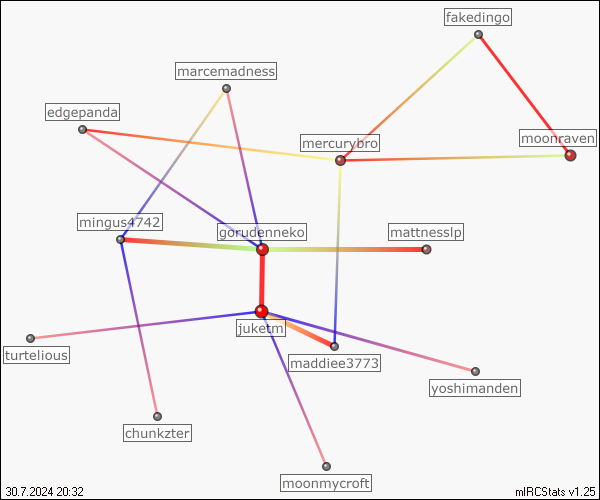 fakedingo
marcemadness
edgepanda
mercurybro
moonraven
mingus4742
gorudenneko
mattnesslp
juketm
turtelious
maddiee3773
yoshimanden
chunkzter
moonmycroft
30.7.2024 20:32
mIRCStats v1.25